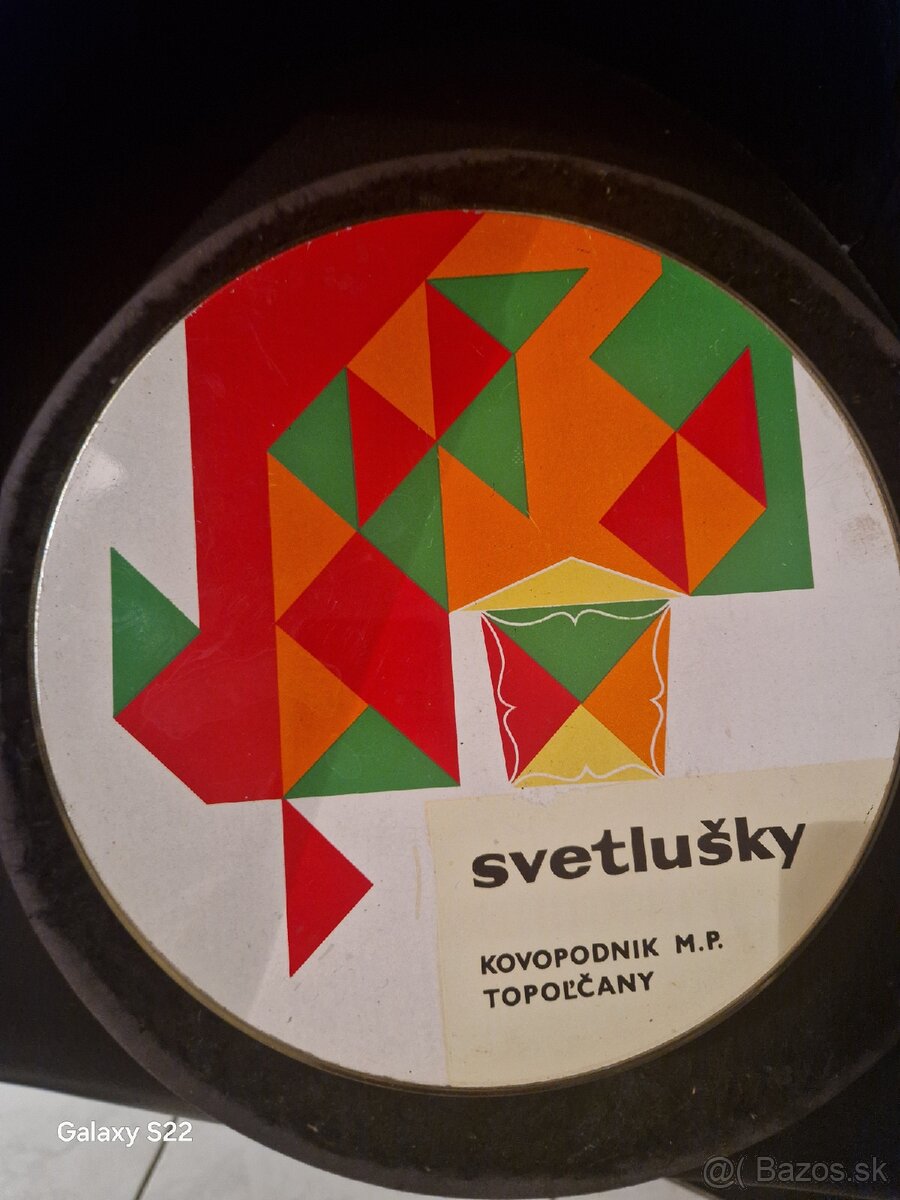 svetlušky
KOVOPODNIK M.P.
TOPOĽČANY
Galaxy S22
@( Bazos.sk